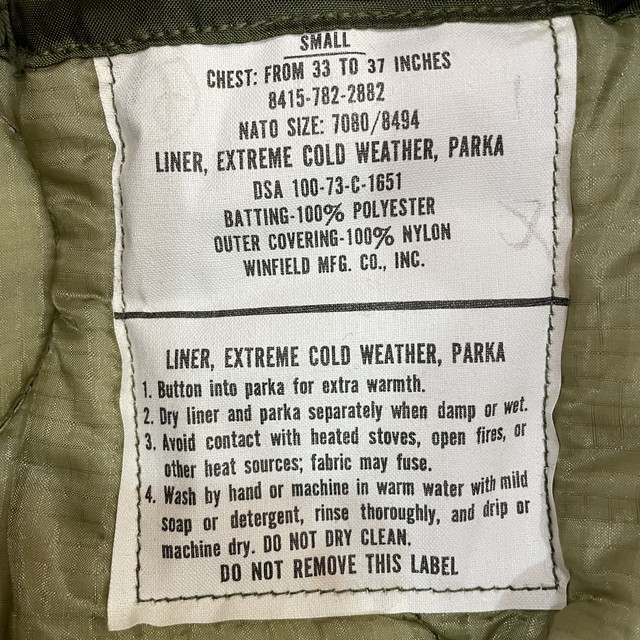 SMALL
CHEST: FROM 33 TO 37 INCHES
8415-782-2882
NATO SIZE: 7080/8494
LINER, EXTREME COLD WEATHER, PARKA
DSA 100-73-C-1651
BATTING-100% POLYESTER
OUTER COVERING-100% NYLON
WINFIELD MFG. CO., INC.
LINER, EXTREME COLD WEATHER, PARKA
1. Button into parka for extra warmth.
2. Dry liner and parka separately when damp or wet.
3. Avoid contact with heated stoves, open fires, or
other heat sources; fabric may fuse.
4. Wash by hand or machine in warm water with mild
soap or detergent, rinse thoroughly, and drip or
machine dry. DO NOT DRY CLEAN.
DO NOT REMOVE THIS LABEL